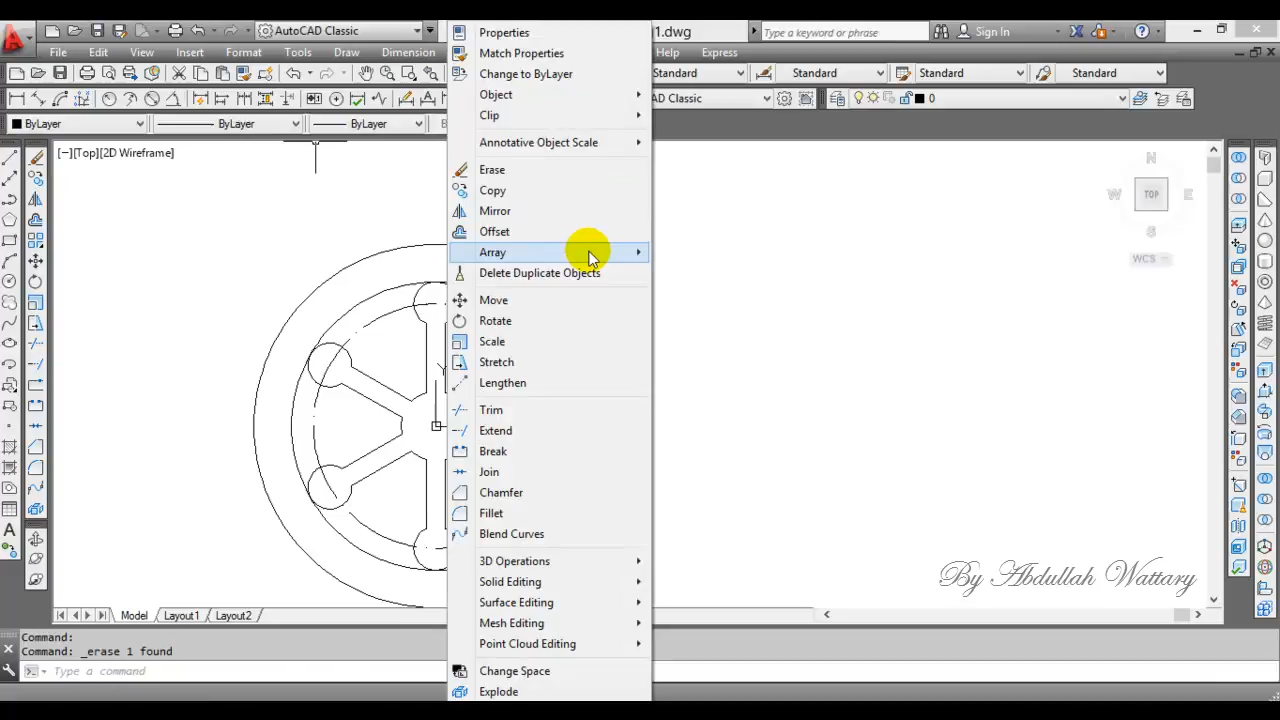 AutoCAD Classic
1.dwg
Type a keyword or phrase
Sign In
File Edit View Insert Format Tools Draw Dimension
Help Express
Standard Standard Standard Standard
CAD Classic
0
ByLayer ByLayer ByLayer
[−][Top][2D Wireframe]
N
W TOP E
S
WCS
Properties
Match Properties
Change to ByLayer
Object
Clip
Annotative Object Scale
Erase
Copy
Mirror
Offset
Array
Delete Duplicate Objects
Move
Rotate
Scale
Stretch
Lengthen
Trim
Extend
Break
Join
Chamfer
Fillet
Blend Curves
3D Operations
Solid Editing
Surface Editing
Mesh Editing
Point Cloud Editing
Change Space
Explode
By Abdullah Wattary
Model Layout1 Layout2
Command:
Command: _erase 1 found
Type a command